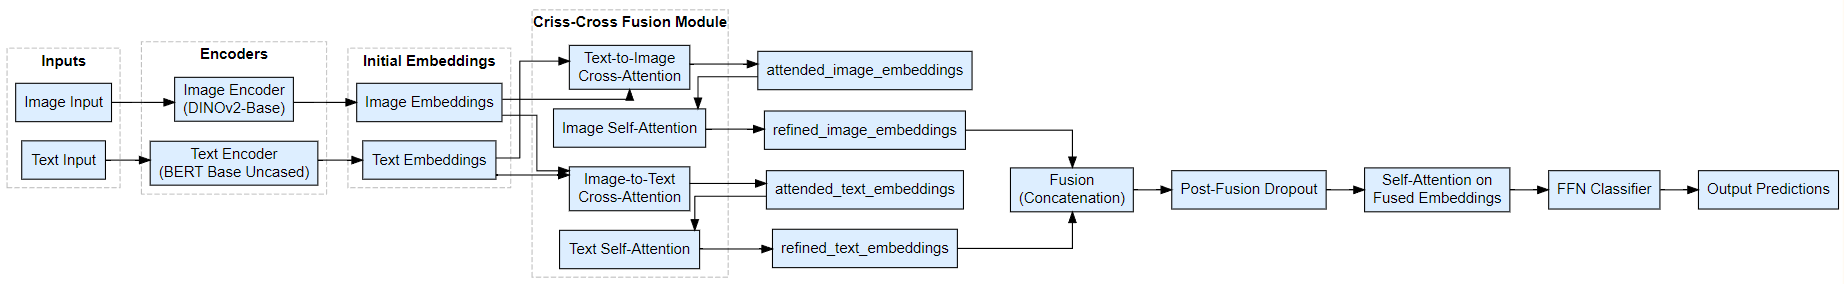 Inputs
Image Input
Text Input
Encoders
Image Encoder
(DINOv2-Base)
Text Encoder
(BERT Base Uncased)
Initial Embeddings
Image Embeddings
Text Embeddings
Criss-Cross Fusion Module
Text-to-Image
Cross-Attention
Image Self-Attention
Image-to-Text
Cross-Attention
Text Self-Attention
attended_image_embeddings
refined_image_embeddings
attended_text_embeddings
refined_text_embeddings
Fusion
(Concatenation)
Post-Fusion Dropout
Self-Attention on
Fused Embeddings
FFN Classifier
Output Predictions